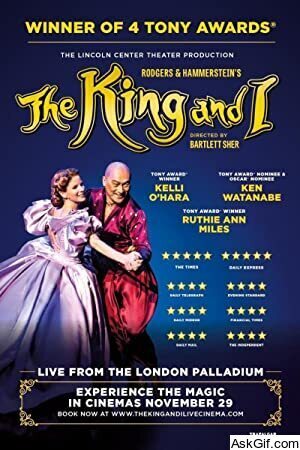 WINNER OF 4 TONY AWARDS®
THE LINCOLN CENTER THEATER PRODUCTION
RODGERS & HAMMERSTEIN'S
The King and I
DIRECTED BY
BARTLETT SHER
TONY AWARD®
WINNER
KELLI
O'HARA
TONY AWARD® NOMINEE &
OSCAR® NOMINEE
KEN
WATANABE
TONY AWARD® WINNER
RUTHIE ANN
MILES
THE TIMES
DAILY EXPRESS
DAILY TELEGRAPH
EVENING STANDARD
DAILY MIRROR
FINANCIAL TIMES
DAILY MAIL
THE INDEPENDENT
LIVE FROM THE LONDON PALLADIUM
EXPERIENCE THE MAGIC
IN CINEMAS NOVEMBER 29
BOOK NOW AT WWW.THEKINGANDILIVECINEMA.COM
AskGif.com